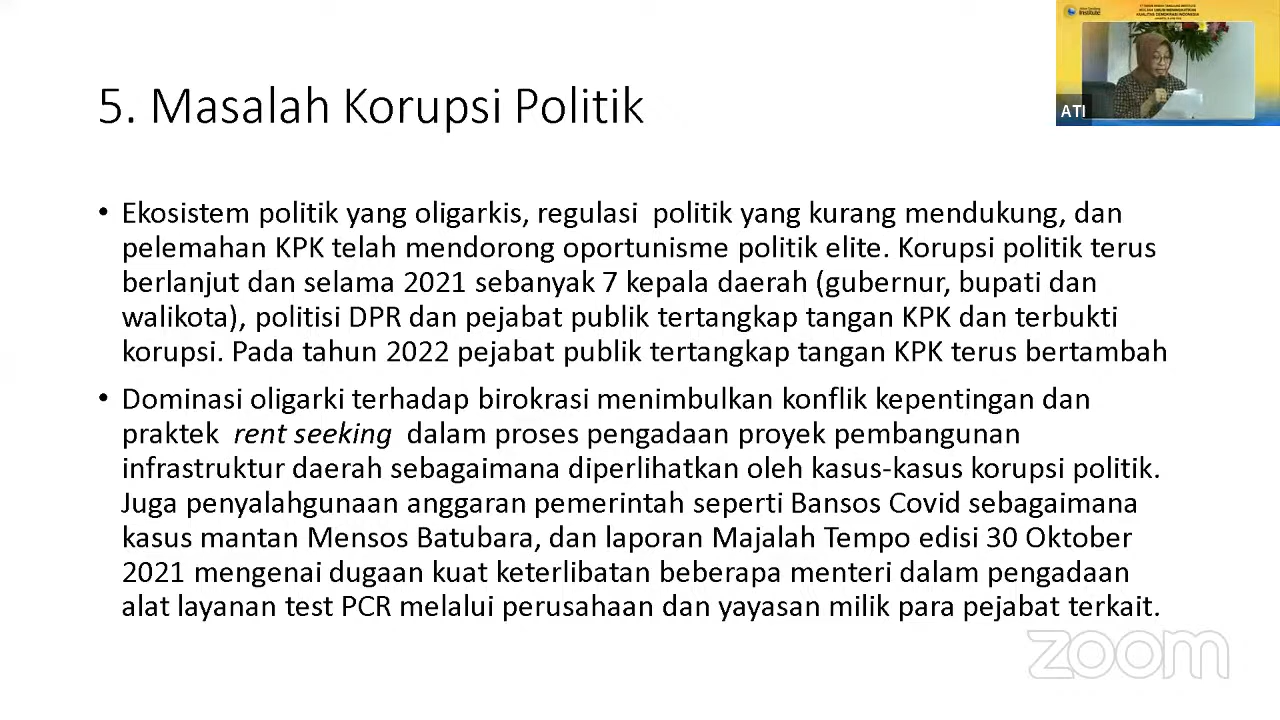 5. Masalah Korupsi Politik
• Ekosistem politik yang oligarkis, regulasi politik yang kurang mendukung, dan
pelemahan KPK telah mendorong oportunisme politik elite. Korupsi politik terus
berlanjut dan selama 2021 sebanyak 7 kepala daerah (gubernur, bupati dan
walikota), politisi DPR dan pejabat publik tertangkap tangan KPK dan terbukti
korupsi. Pada tahun 2022 pejabat publik tertangkap tangan KPK terus bertambah
• Dominasi oligarki terhadap birokrasi menimbulkan konflik kepentingan dan
praktek rent seeking dalam proses pengadaan proyek pembangunan
infrastruktur daerah sebagaimana diperlihatkan oleh kasus-kasus korupsi politik.
Juga penyalahgunaan anggaran pemerintah seperti Bansos Covid sebagaimana
kasus mantan Mensos Batubara, dan laporan Majalah Tempo edisi 30 Oktober
2021 mengenai dugaan kuat keterlibatan beberapa menteri dalam pengadaan
alat layanan test PCR melalui perusahaan dan yayasan milik para pejabat terkait.
Institute
KUALITAS DEMOKRASI INDONESIA
ATI
zoom